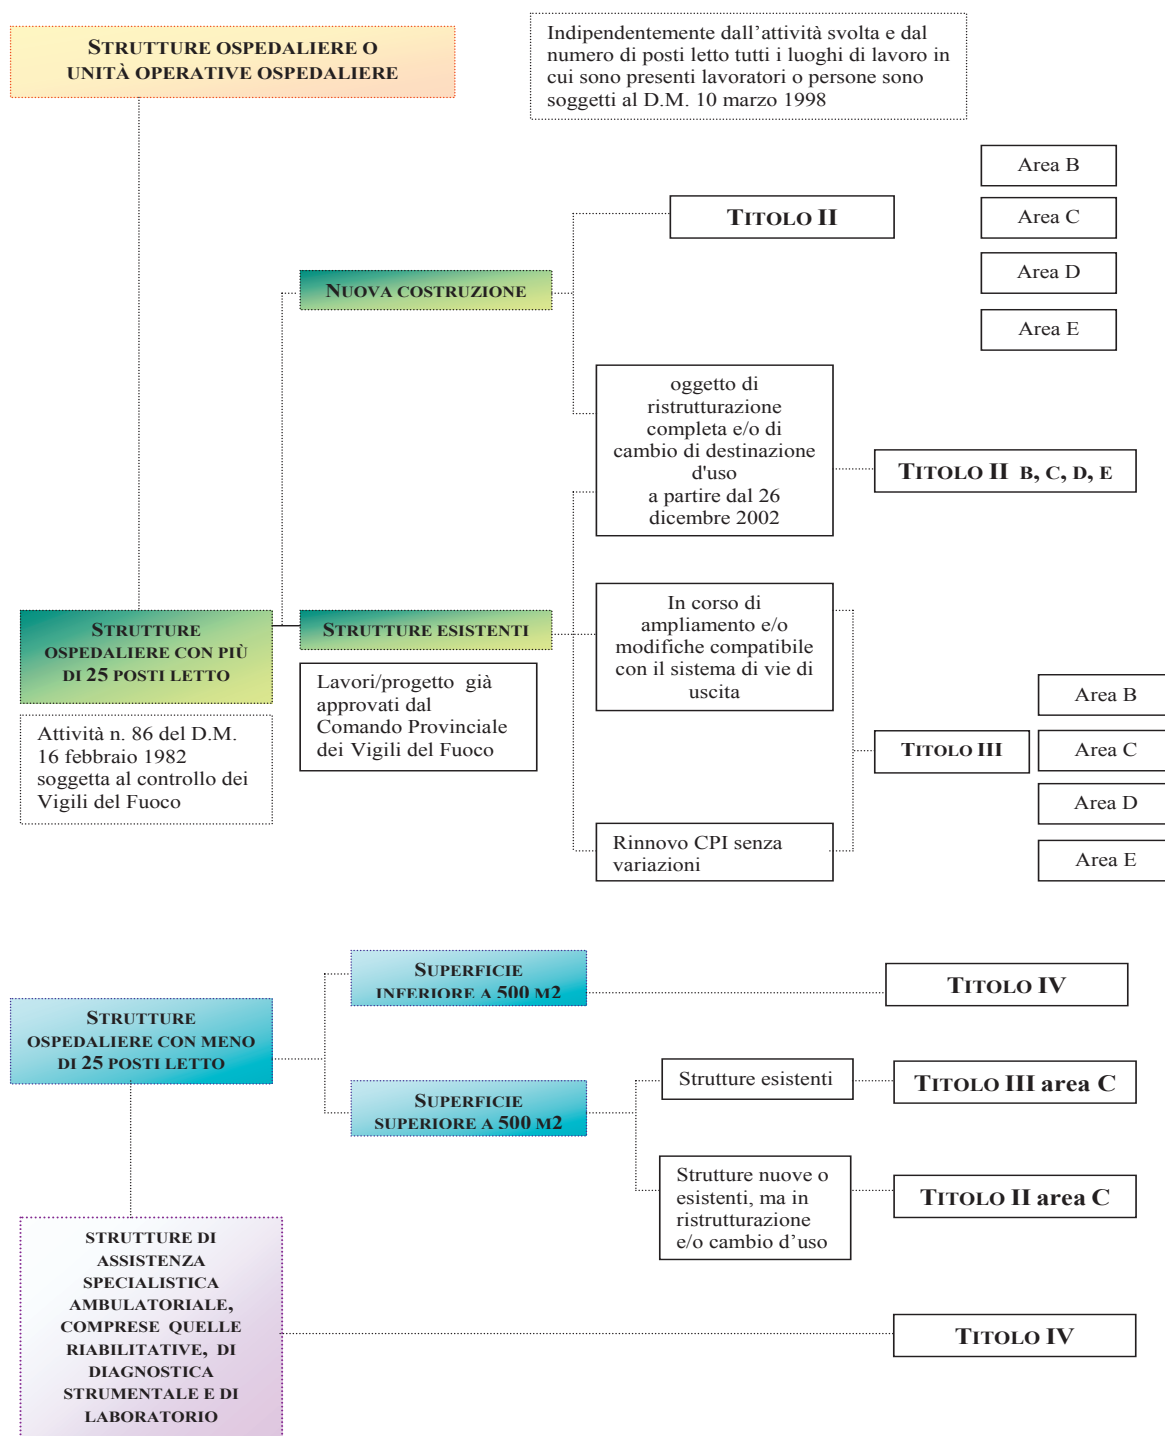 STRUTTURE OSPEDALIERE O
UNITÀ OPERATIVE OSPEDALIERE
Indipendentemente dall'attività svolta e dal
numero di posti letto tutti i luoghi di lavoro in
cui sono presenti lavoratori o persone sono
soggetti al D.M. 10 marzo 1998
Area B
TITOLO II
Area C
Area D
NUOVA COSTRUZIONE
Area E
oggetto di
ristrutturazione
completa e/o di
cambio di destinazione
d'uso
a partire dal 26
dicembre 2002
TITOLO II B, C, D, E
STRUTTURE
OSPEDALIERE CON PIÙ
DI 25 POSTI LETTO
STRUTTURE ESISTENTI
In corso di
ampliamento e/o
modifiche compatibile
con il sistema di vie di
uscita
Attività n. 86 del D.M.
16 febbraio 1982
soggetta al controllo dei
Vigili del Fuoco
Lavori/progetto già
approvati dal
Comando Provinciale
dei Vigili del Fuoco
TITOLO III
Area B
Area C
Area D
Area E
Rinnovo CPI senza
variazioni
SUPERFICIE
INFERIORE A 500 M2
TITOLO IV
STRUTTURE
OSPEDALIERE CON MENO
DI 25 POSTI LETTO
SUPERFICIE
SUPERIORE A 500 M2
Strutture esistenti
TITOLO III area C
Strutture nuove o
esistenti, ma in
ristrutturazione
e/o cambio d'uso
TITOLO II area C
STRUTTURE DI
ASSISTENZA
SPECIALISTICA
AMBULATORIALE,
COMPRESE QUELLE
RIABILITATIVE, DI
DIAGNOSTICA
STRUMENTALE E DI
LABORATORIO
TITOLO IV